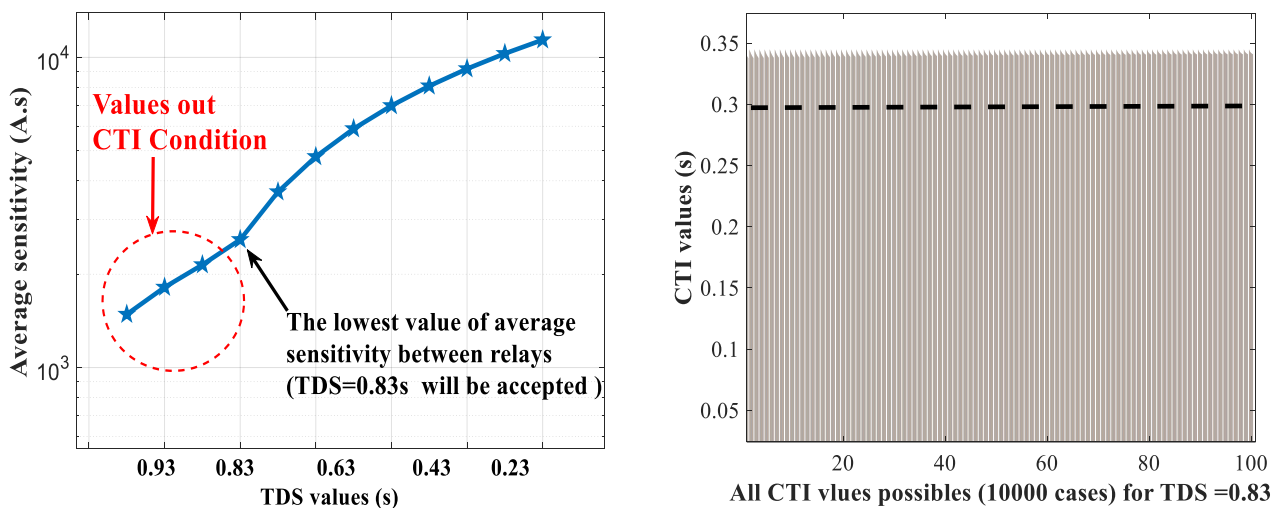 Average sensitivity (A.s)
10^4
10^3
Values out
CTI Condition
The lowest value of average
sensitivity between relays
(TDS=0.83s will be accepted )
0.93 0.83 0.63 0.43 0.23
TDS values (s)
CTI values (s)
0.35
0.3
0.25
0.2
0.15
0.1
0.05
20 40 60 80 100
All CTI vlues possibles (10000 cases) for TDS =0.83